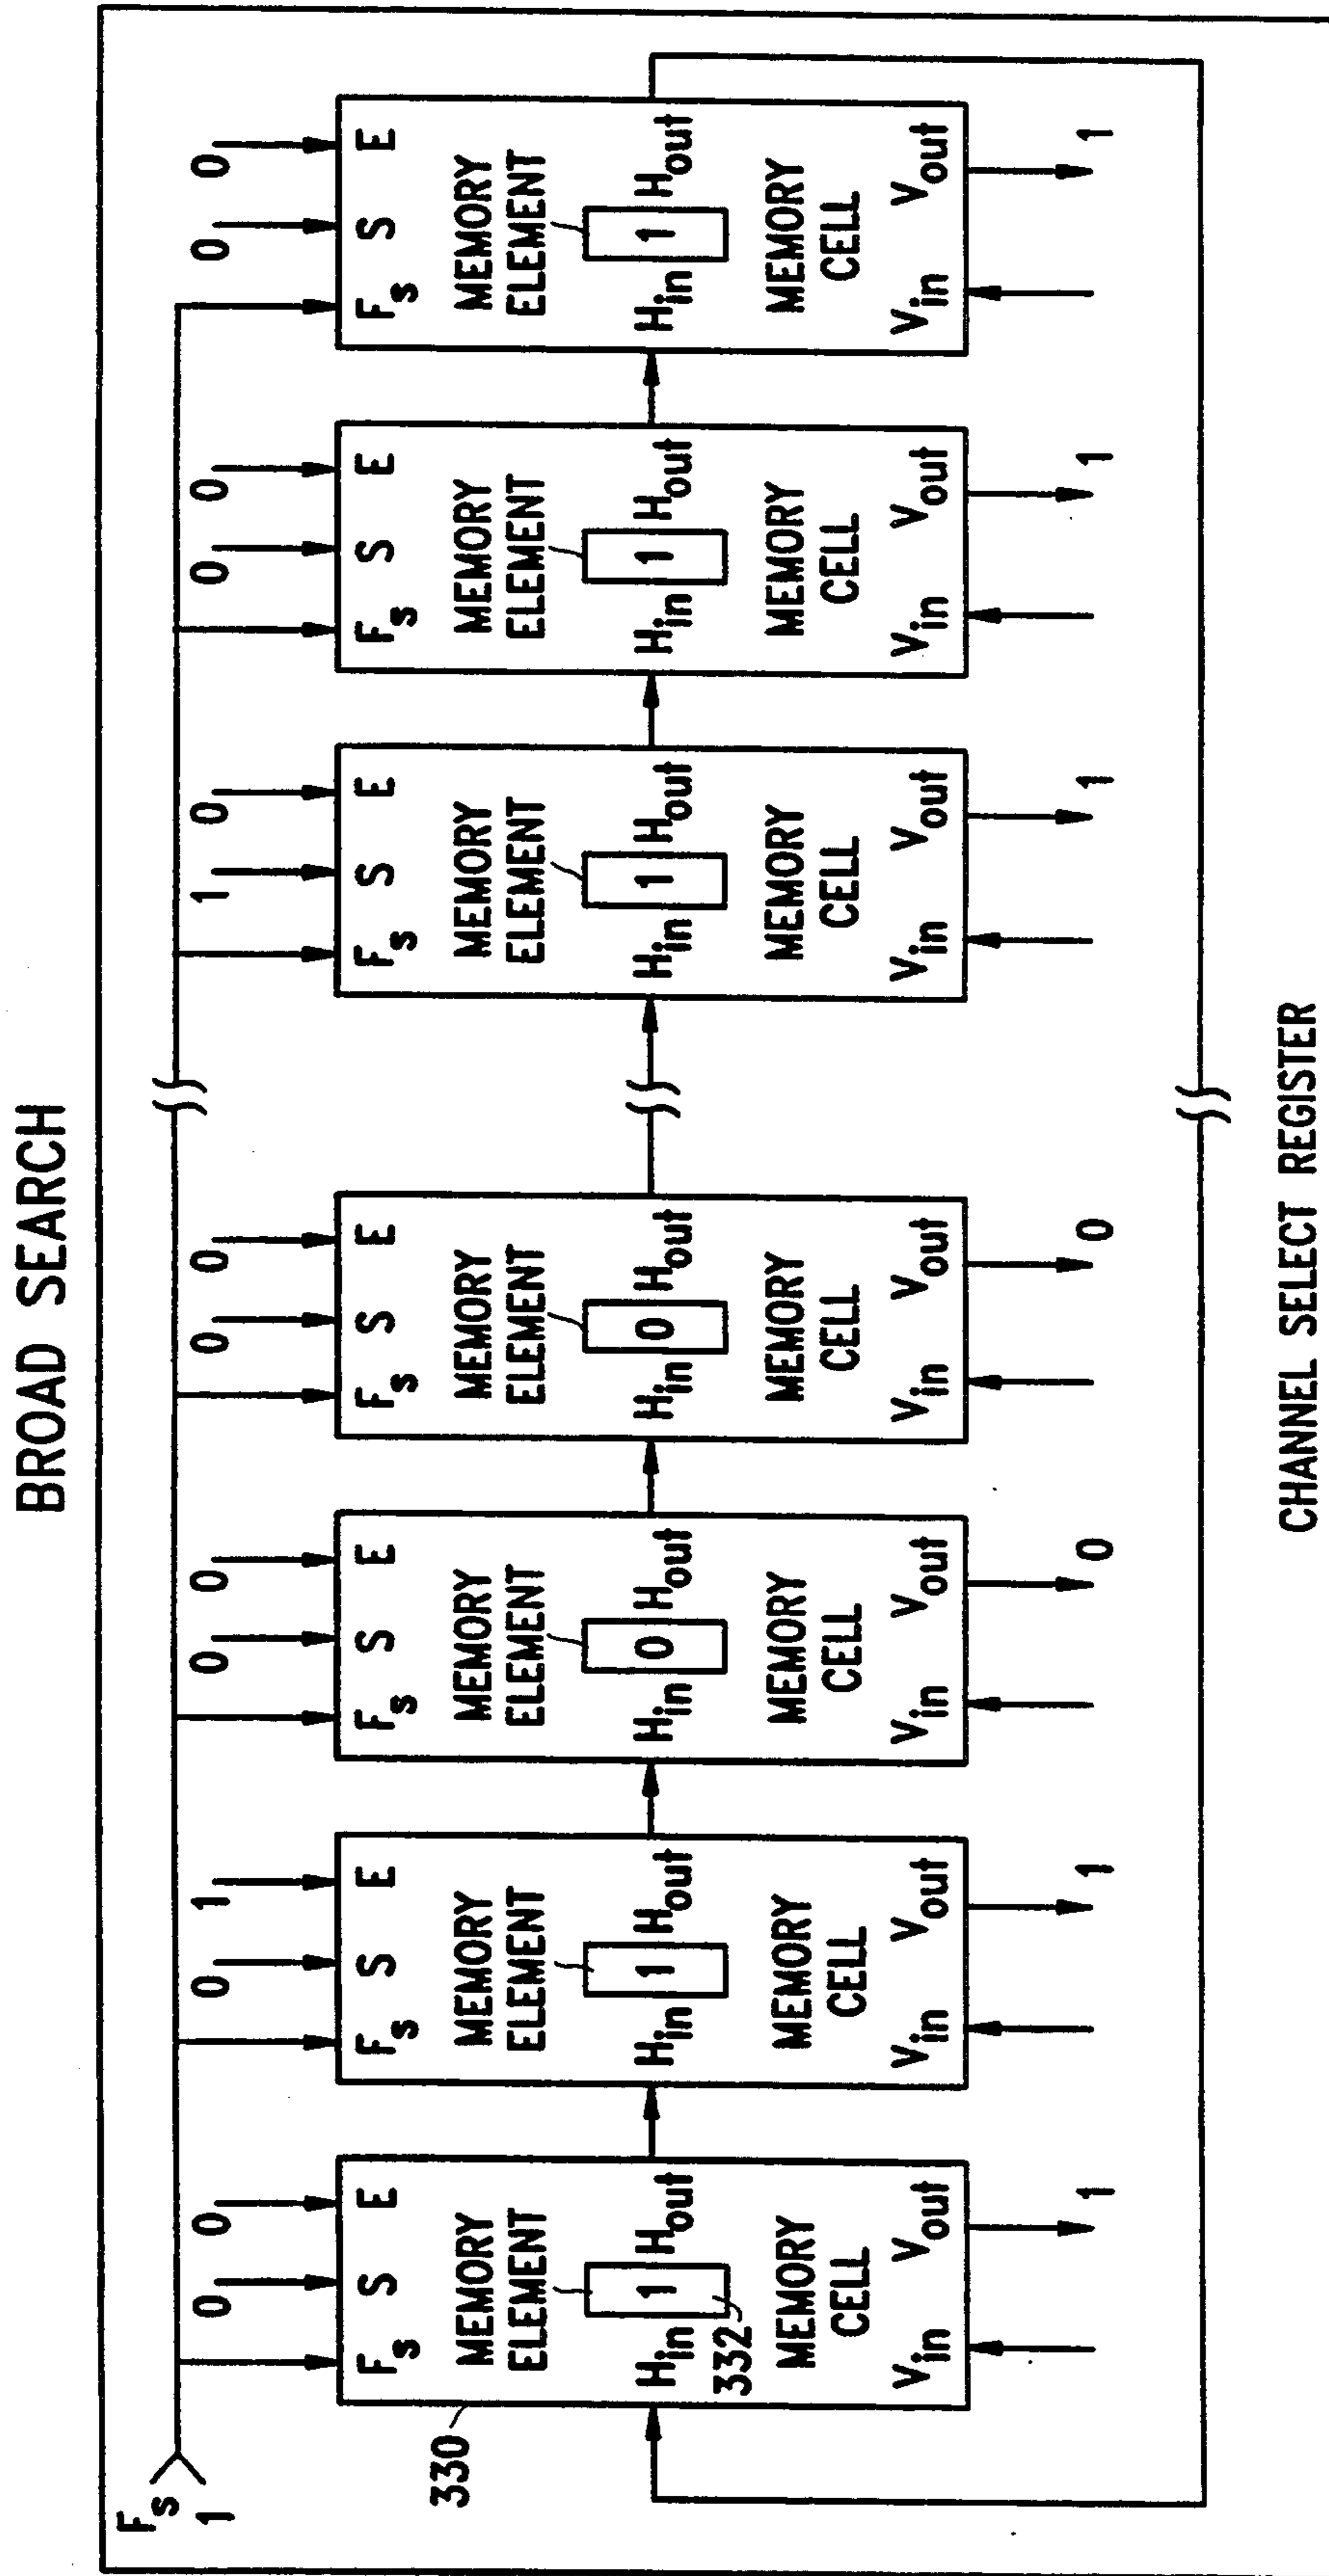 BROAD SEARCH
Fs
1
0 0
Fs S E
330
MEMORY
ELEMENT
Hin 1 Hout
332
MEMORY
CELL
Vin Vout
1
0 1
Fs S E
MEMORY
ELEMENT
Hin 1 Hout
MEMORY
CELL
Vin Vout
1
0 0
Fs S E
MEMORY
ELEMENT
Hin 0 Hout
MEMORY
CELL
Vin Vout
0
0 0
Fs S E
MEMORY
ELEMENT
Hin 0 Hout
MEMORY
CELL
Vin Vout
0
1 0
Fs S E
MEMORY
ELEMENT
Hin 1 Hout
MEMORY
CELL
Vin Vout
1
0 0
Fs S E
MEMORY
ELEMENT
Hin 1 Hout
MEMORY
CELL
Vin Vout
1
0 0
Fs S E
MEMORY
ELEMENT
Hin 1 Hout
MEMORY
CELL
Vin Vout
1
CHANNEL SELECT REGISTER